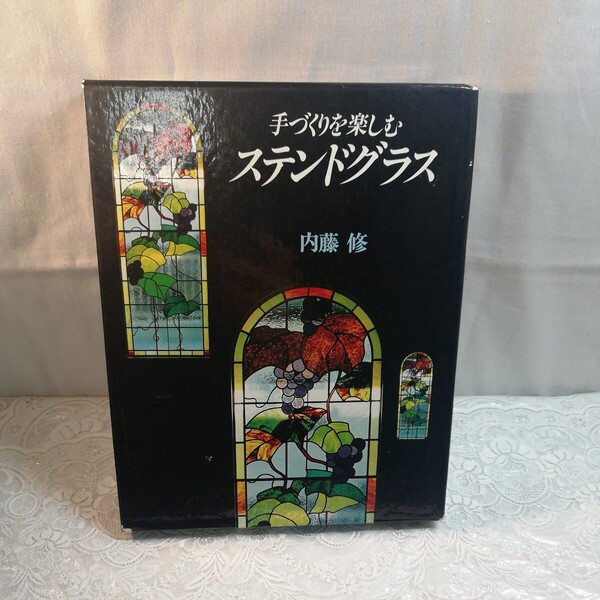 手づくりを楽しむ
ステンドグラス
内藤 修